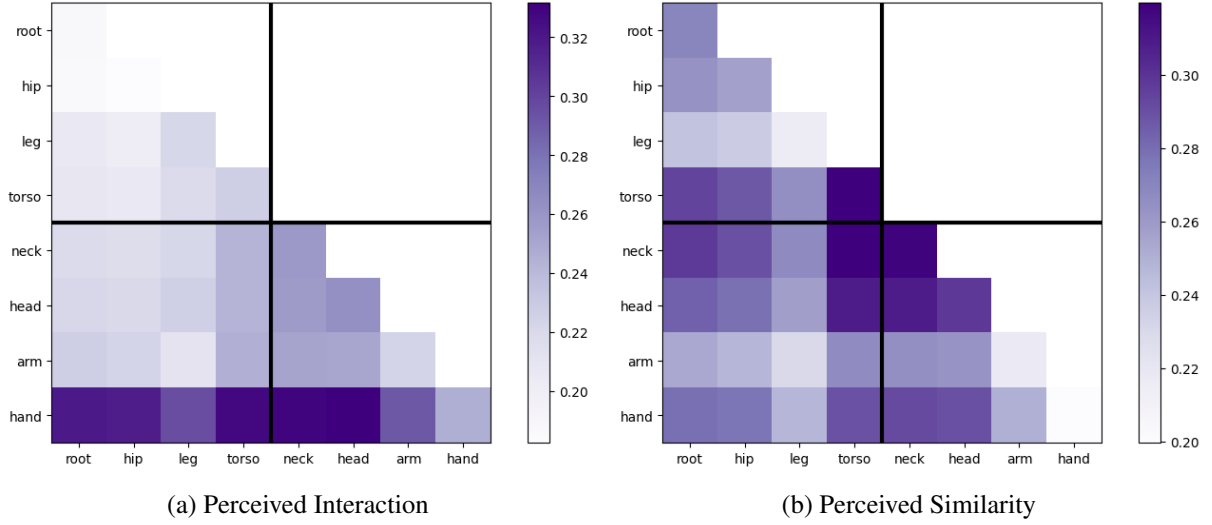 root
hip
leg
torso
neck
head
arm
hand
root hip leg torso neck head arm hand
0.32
0.30
0.28
0.26
0.24
0.22
0.20
(a) Perceived Interaction
root
hip
leg
torso
neck
head
arm
hand
root hip leg torso neck head arm hand
0.30
0.28
0.26
0.24
0.22
0.20
(b) Perceived Similarity